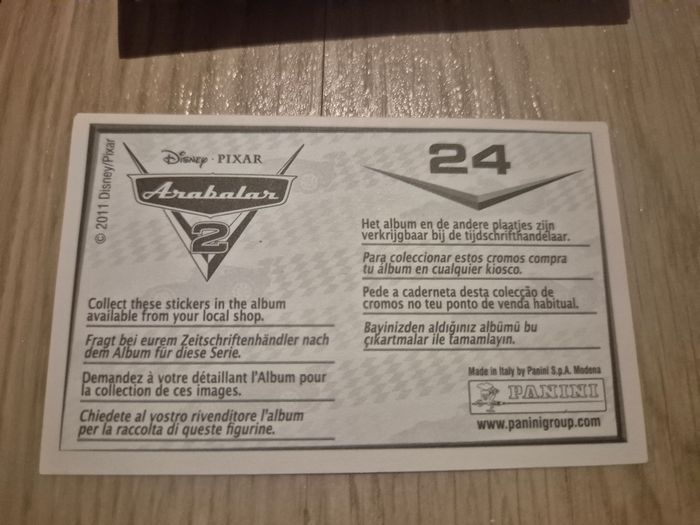 © 2011 Disney/Pixar
Disney · PIXAR
Arabalar
2
Collect these stickers in the album
available from your local shop.
Fragt bei eurem Zeitschriftenhändler nach
dem Album für diese Serie.
Demandez à votre détaillant l'Album pour
la collection de ces images.
Chiedete al vostro rivenditore l'album
per la raccolta di queste figurine.
24
Het album en de andere plaatjes zijn
verkrijgbaar bij de tijdschrifthandelaar.
Para coleccionar estos cromos compra
tu álbum en cualquier kiosco.
Pede a caderneta desta colecção de
cromos no teu ponto de venda habitual.
Bayinizden aldığınız albümü bu
çıkartmalar ile tamamlayın.
Made in Italy by Panini S.p.A. Modena
PANINI
www.paninigroup.com